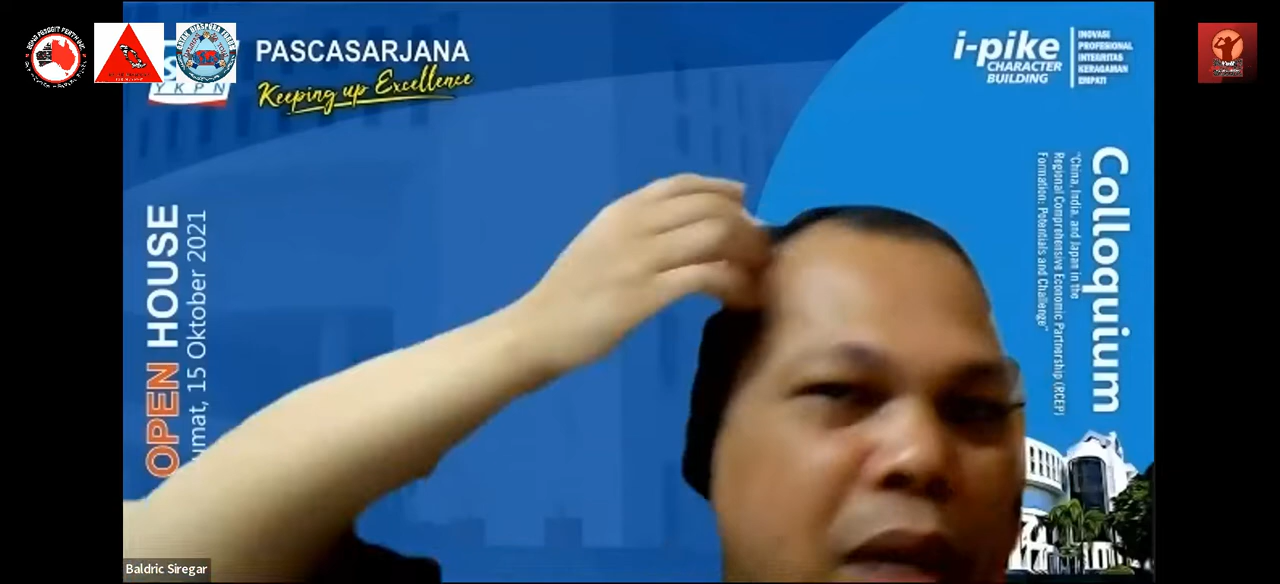 PASCASARJANA
Keeping up Excellence
YKPN
i-pike
CHARACTER
BUILDING
INOVASI
PROFESIONAL
INTEGRITAS
KERAGAMAN
EMPATI
OPEN HOUSE
umat, 15 Oktober 2021
Colloquium
"China, India, and Japan in the
Regional Comprehensive Economic Partnership (RCEP)
Formation: Potentials and Challenge"
Baldric Siregar